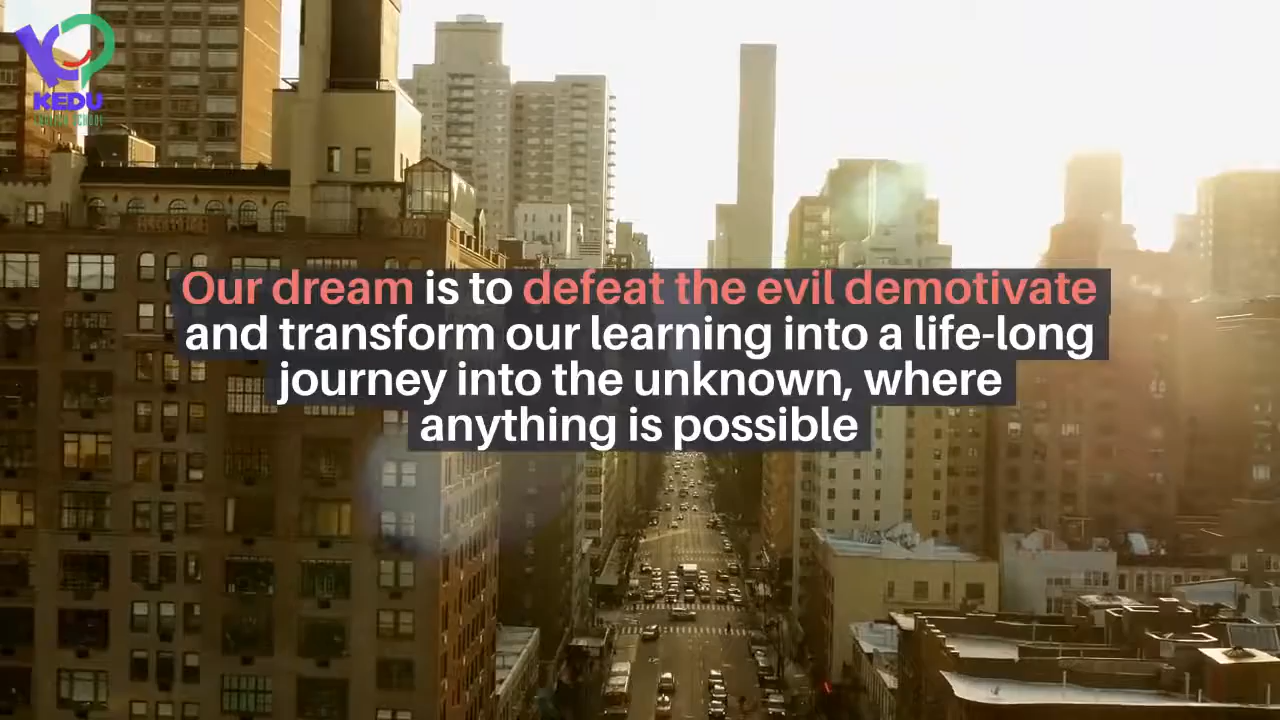 KEDU
Our dream is to defeat the evil demotivate
and transform our learning into a life-long
journey into the unknown, where
anything is possible